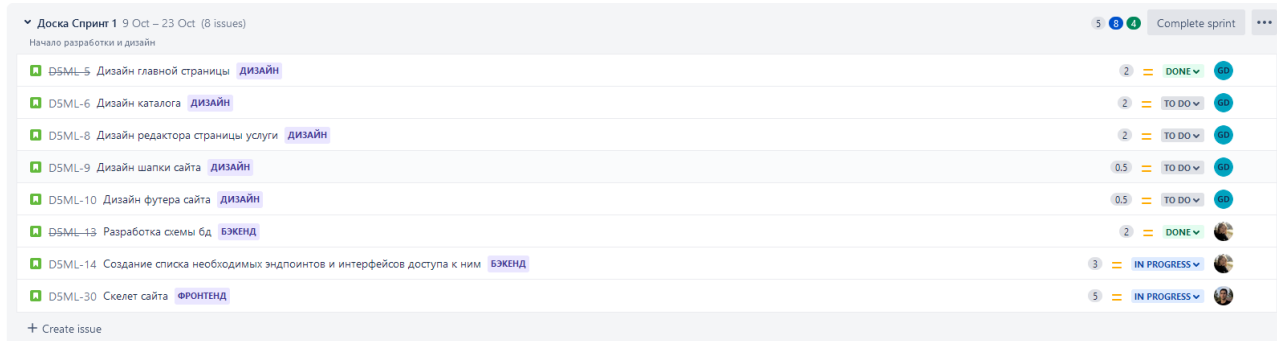 Доска Спринт 1 9 Oct – 23 Oct (8 issues) 5 8 4 Complete sprint
Начало разработки и дизайн
D5ML-5 Дизайн главной страницы ДИЗАЙН 2 DONE GD
D5ML-6 Дизайн каталога ДИЗАЙН 2 TO DO GD
D5ML-8 Дизайн редактора страницы услуги ДИЗАЙН 2 TO DO GD
D5ML-9 Дизайн шапки сайта ДИЗАЙН 0.5 TO DO GD
D5ML-10 Дизайн футера сайта ДИЗАЙН 0.5 TO DO GD
D5ML-13 Разработка схемы бд БЭКЕНД 2 DONE
D5ML-14 Создание списка необходимых эндпоинтов и интерфейсов доступа к ним БЭКЕНД 3 IN PROGRESS
D5ML-30 Скелет сайта ФРОНТЕНД 5 IN PROGRESS
+ Create issue